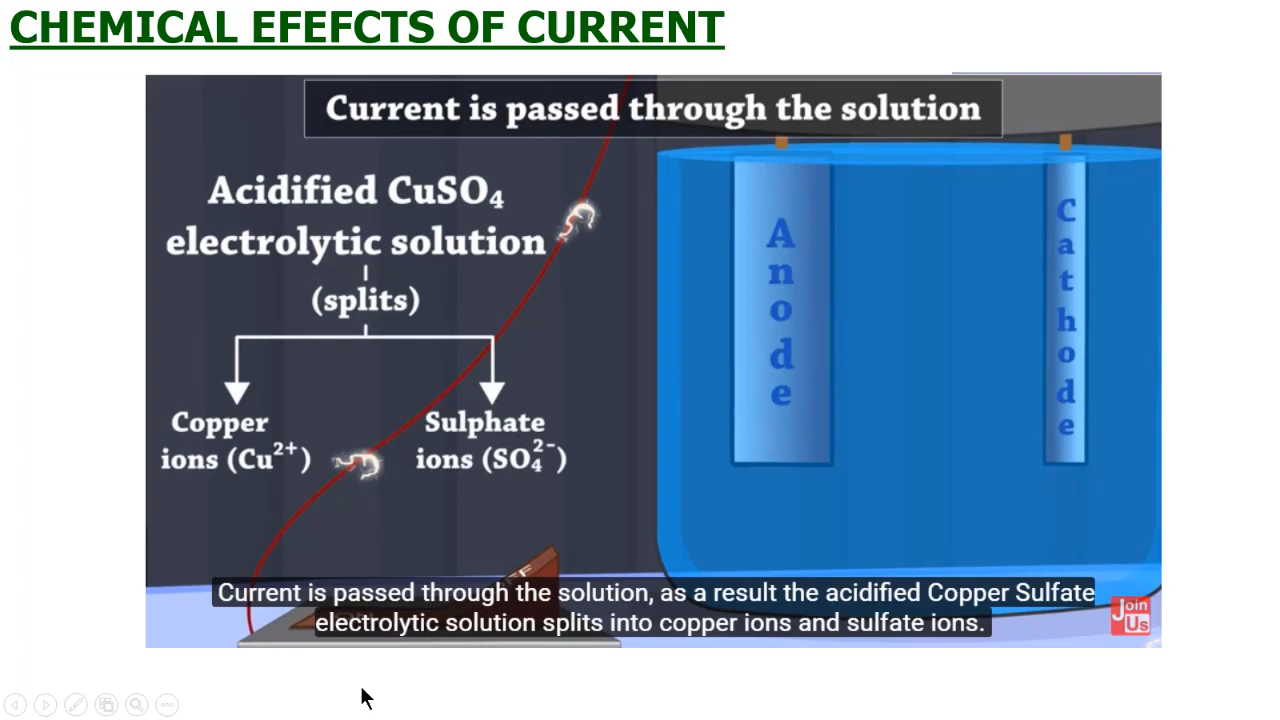 CHEMICAL EFEFCTS OF CURRENT
Current is passed through the solution
Acidified CuSO₄
electrolytic solution
(splits)
Copper
ions (Cu²⁺)
Sulphate
ions (SO₄²⁻)
Anode
Cathode
Current is passed through the solution, as a result the acidified Copper Sulfate
electrolytic solution splits into copper ions and sulfate ions.
Join
Us